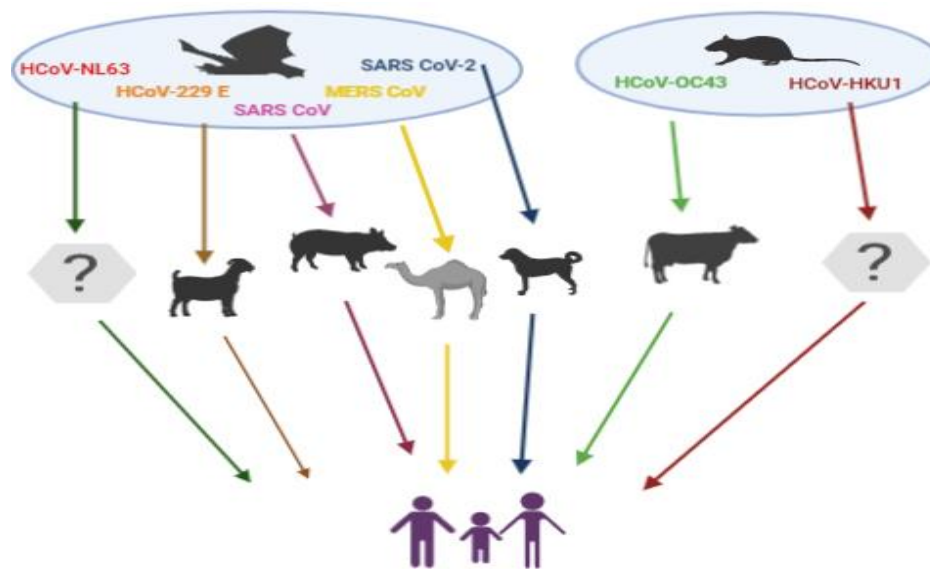 HCoV-NL63
HCoV-229 E
SARS CoV
MERS CoV
SARS CoV-2
HCoV-OC43
HCoV-HKU1
?
?